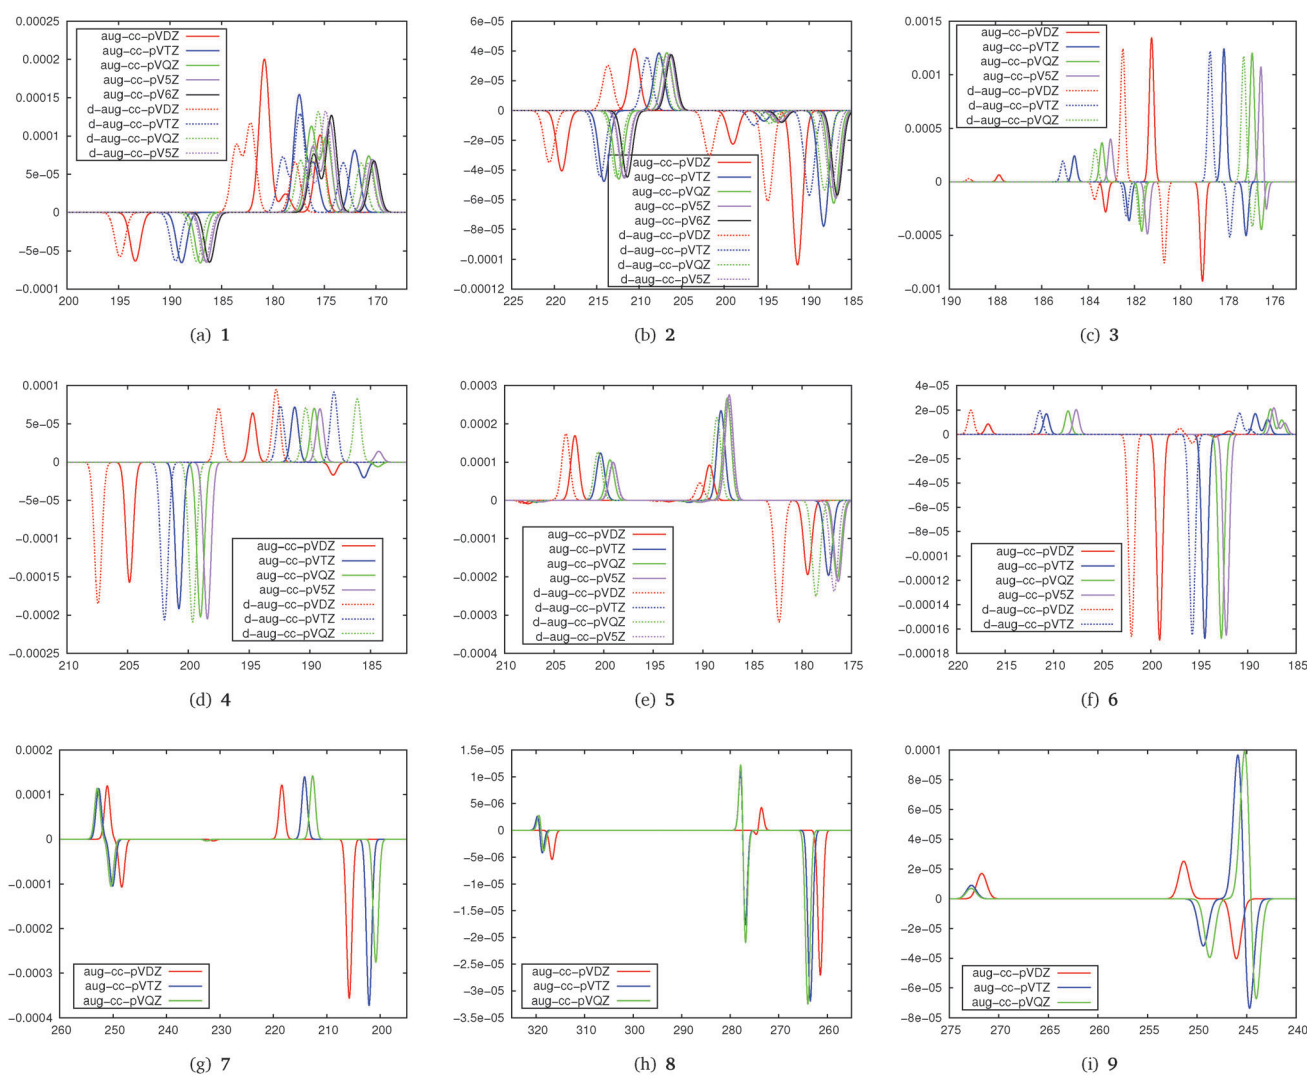 0.00025
0.0002
0.00015
0.0001
5e-05
0
-5e-05
-0.0001
200 195 190 185 180 175 170
aug-cc-pVDZ
aug-cc-pVTZ
aug-cc-pVQZ
aug-cc-pV5Z
aug-cc-pV6Z
d-aug-cc-pVDZ
d-aug-cc-pVTZ
d-aug-cc-pVQZ
d-aug-cc-pV5Z
(a) 1
6e-05
4e-05
2e-05
0
-2e-05
-4e-05
-6e-05
-8e-05
-0.0001
-0.00012
225 220 215 210 205 200 195 190 185
aug-cc-pVDZ
aug-cc-pVTZ
aug-cc-pVQZ
aug-cc-pV5Z
aug-cc-pV6Z
d-aug-cc-pVDZ
d-aug-cc-pVTZ
d-aug-cc-pVQZ
d-aug-cc-pV5Z
(b) 2
0.0015
0.001
0.0005
0
-0.0005
-0.001
190 188 186 184 182 180 178 176
aug-cc-pVDZ
aug-cc-pVTZ
aug-cc-pVQZ
aug-cc-pV5Z
d-aug-cc-pVDZ
d-aug-cc-pVTZ
d-aug-cc-pVQZ
(c) 3
0.0001
5e-05
0
-5e-05
-0.0001
-0.00015
-0.0002
-0.00025
210 205 200 195 190 185
aug-cc-pVDZ
aug-cc-pVTZ
aug-cc-pVQZ
aug-cc-pV5Z
d-aug-cc-pVDZ
d-aug-cc-pVTZ
d-aug-cc-pVQZ
(d) 4
0.0003
0.0002
0.0001
0
-0.0001
-0.0002
-0.0003
-0.0004
210 205 200 195 190 185 180 175
aug-cc-pVDZ
aug-cc-pVTZ
aug-cc-pVQZ
aug-cc-pV5Z
d-aug-cc-pVDZ
d-aug-cc-pVTZ
d-aug-cc-pVQZ
d-aug-cc-pV5Z
(e) 5
4e-05
2e-05
0
-2e-05
-4e-05
-6e-05
-8e-05
-0.0001
-0.00012
-0.00014
-0.00016
-0.00018
220 215 210 205 200 195 190 185
aug-cc-pVDZ
aug-cc-pVTZ
aug-cc-pVQZ
aug-cc-pV5Z
d-aug-cc-pVDZ
d-aug-cc-pVTZ
(f) 6
0.0002
0.0001
0
-0.0001
-0.0002
-0.0003
-0.0004
260 250 240 230 220 210 200
aug-cc-pVDZ
aug-cc-pVTZ
aug-cc-pVQZ
(g) 7
1.5e-05
1e-05
5e-06
0
-5e-06
-1e-05
-1.5e-05
-2e-05
-2.5e-05
-3e-05
-3.5e-05
320 310 300 290 280 270 260
aug-cc-pVDZ
aug-cc-pVTZ
aug-cc-pVQZ
(h) 8
0.0001
8e-05
6e-05
4e-05
2e-05
0
-2e-05
-4e-05
-6e-05
-8e-05
275 270 265 260 255 250 245 240
aug-cc-pVDZ
aug-cc-pVTZ
aug-cc-pVQZ
(i) 9